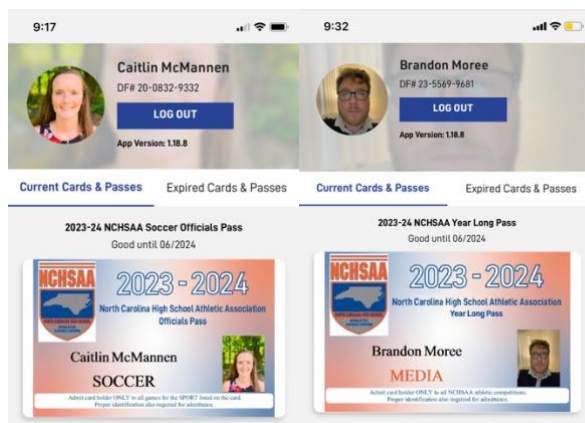 9:17
Caitlin McMannen
DF# 20-0832-9332
LOG OUT
App Version: 1.18.8
Current Cards & Passes
Expired Cards & Passes
2023-24 NCHSAA Soccer Officials Pass
Good until 06/2024
NCHSAA
2023 - 2024
North Carolina High School Athletic Association
Officials Pass
Caitlin McMannen
SOCCER
Admit card holder ONLY to all games for the SPORT listed on the card.
Proper identification also required for admittance.
9:32
Brandon Moree
DF# 23-5569-9681
LOG OUT
App Version: 1.18.8
Current Cards & Passes
Expired Cards & Passes
2023-24 NCHSAA Year Long Pass
Good until 06/2024
NCHSAA
2023 - 2024
North Carolina High School Athletic Association
Year Long Pass
Brandon Moree
MEDIA
Admit card holder ONLY to all NCHSAA athletic competitions.
Proper identification also required for admittance.